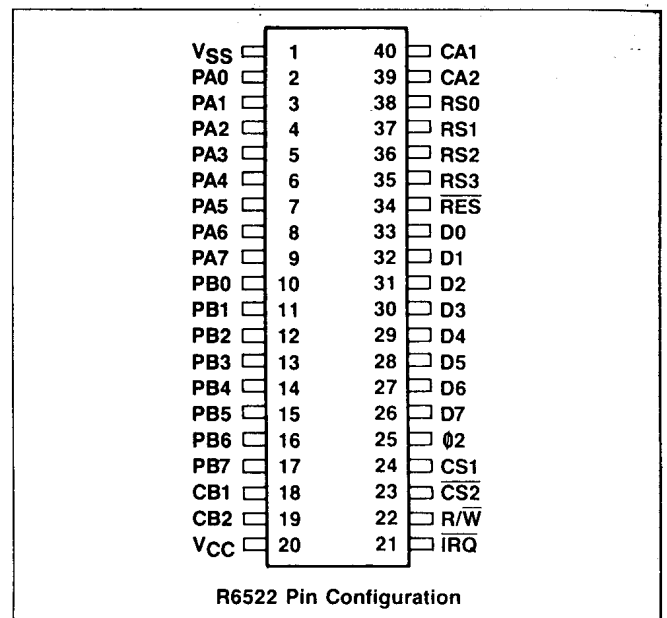 VSS 1 40 CA1
PA0 2 39 CA2
PA1 3 38 RS0
PA2 4 37 RS1
PA3 5 36 RS2
PA4 6 35 RS3
PA5 7 34 R̅E̅S̅
PA6 8 33 D0
PA7 9 32 D1
PB0 10 31 D2
PB1 11 30 D3
PB2 12 29 D4
PB3 13 28 D5
PB4 14 27 D6
PB5 15 26 D7
PB6 16 25 ϕ2
PB7 17 24 CS1
CB1 18 23 C̅S̅2̅
CB2 19 22 R/W̅
VCC 20 21 I̅R̅Q̅
R6522 Pin Configuration